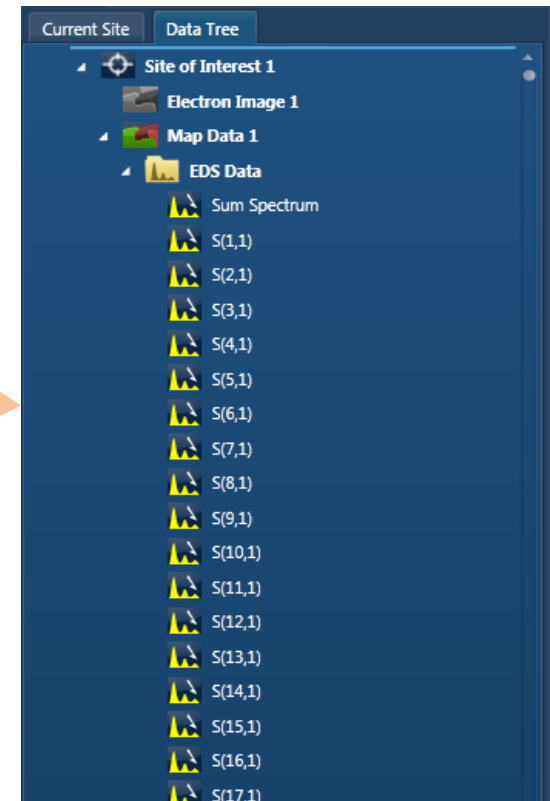 Current Site
Data Tree
Site of Interest 1
Electron Image 1
Map Data 1
EDS Data
Sum Spectrum
S(1,1)
S(2,1)
S(3,1)
S(4,1)
S(5,1)
S(6,1)
S(7,1)
S(8,1)
S(9,1)
S(10,1)
S(11,1)
S(12,1)
S(13,1)
S(14,1)
S(15,1)
S(16,1)
S(17,1)